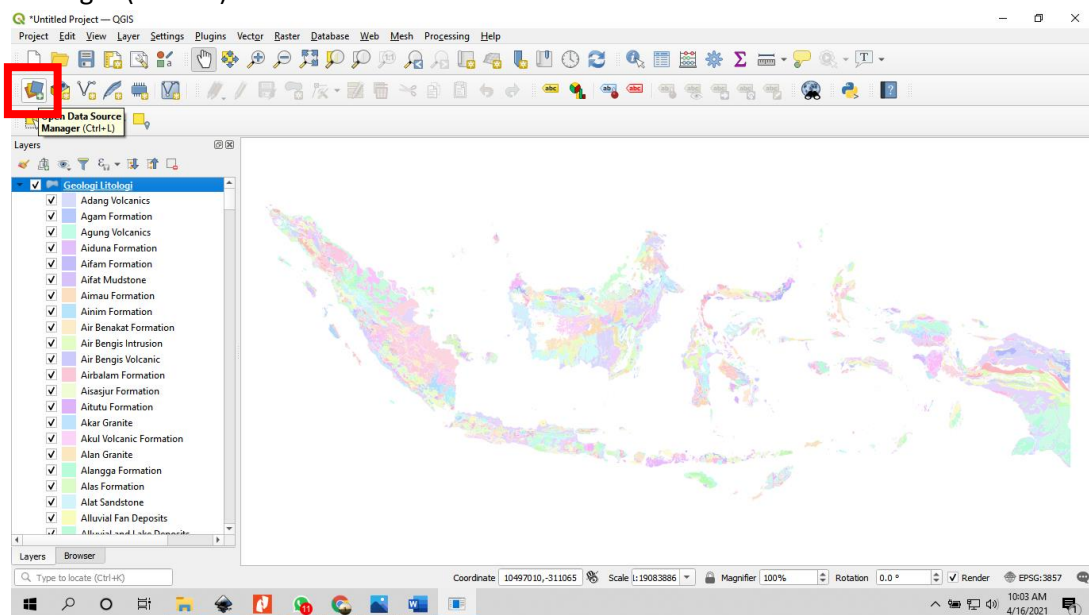 *Untitled Project — QGIS
Project Edit View Layer Settings Plugins Vector Raster Database Web Mesh Processing Help
Open Data Source
Manager (Ctrl+L)
Layers
Geologi Litologi
Adang Volcanics
Agam Formation
Agung Volcanics
Aiduna Formation
Aifam Formation
Aifat Mudstone
Aimau Formation
Ainim Formation
Air Benakat Formation
Air Bengis Intrusion
Air Bengis Volcanic
Airbalam Formation
Aisasjur Formation
Aitutu Formation
Akar Granite
Akul Volcanic Formation
Alan Granite
Alangga Formation
Alas Formation
Alat Sandstone
Alluvial Fan Deposits
Alluvial and Lake Deposits
Layers Browser
Type to locate (Ctrl+K) Coordinate 10497010,-311065 Scale 1:19083886 Magnifier 100% Rotation 0.0 ° Render EPSG:3857
10:03 AM
4/16/2021